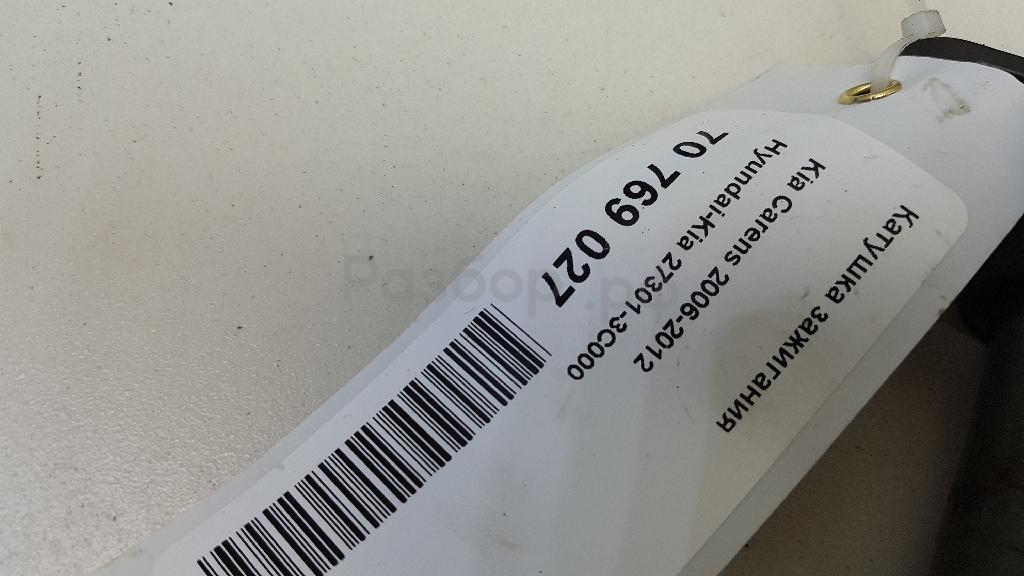 Катушка зажигания
Kia Carens 2006-2012
Hyundai-Kia 27301-3C000
70 769 027